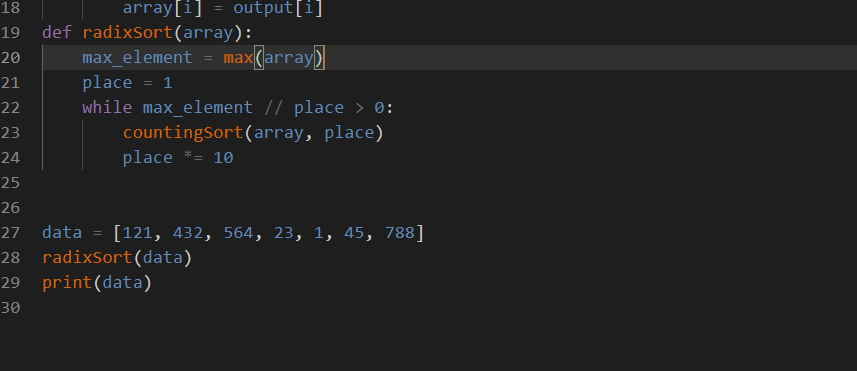 18 array[i] = output[i]
19 def radixSort(array):
20 max_element = max(array)
21 place = 1
22 while max_element // place > 0:
23 countingSort(array, place)
24 place *= 10
25
26
27 data = [121, 432, 564, 23, 1, 45, 788]
28 radixSort(data)
29 print(data)
30